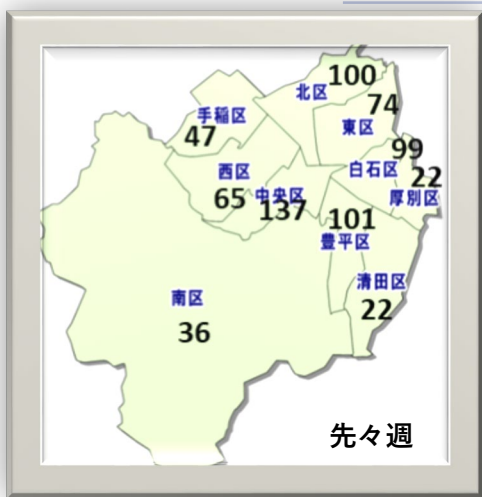 北区
100
手稲区
47
東区
74
西区
65
中央区
137
白石区
99
厚別区
22
豊平区
101
清田区
22
南区
36
先々週